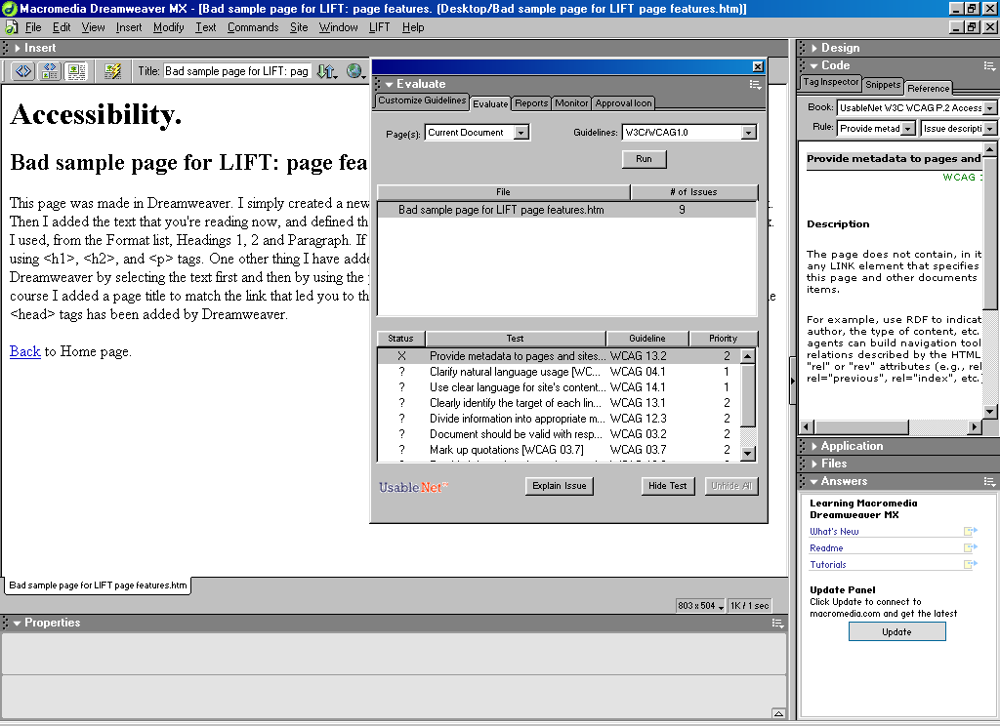 Macromedia Dreamweaver MX - [Bad sample page for LIFT: page features. (Desktop/Bad sample page for LIFT page features.htm)]
File Edit View Insert Modify Text Commands Site Window LIFT Help
Insert
Title: Bad sample page for LIFT: pag
Accessibility.
Bad sample page for LIFT: page fea
This page was made in Dreamweaver. I simply created a new
Then I added the text that you're reading now, and defined th
I used, from the Format list, Headings 1, 2 and Paragraph. If
using <h1>, <h2>, and <p> tags. One other thing I have adde
Dreamweaver by selecting the text first and then by using the
course I added a page title to match the link that led you to th
<head> tags has been added by Dreamweaver.
Back to Home page.
Bad sample page for LIFT page features.htm
803 x 504
1K / 1 sec
Properties
Evaluate
Customize Guidelines Evaluate Reports Monitor Approval Icon
Page(s): Current Document Guidelines: W3C/WCAG1.0
Run
File # of Issues
Bad sample page for LIFT page features.htm 9
Status Test Guideline Priority
X Provide metadata to pages and sites... WCAG 13.2 2
? Clarify natural language usage [WC... WCAG 04.1 1
? Use clear language for site's content... WCAG 14.1 1
? Clearly identify the target of each lin... WCAG 13.1 2
? Divide information into appropriate m... WCAG 12.3 2
? Document should be valid with resp... WCAG 03.2 2
? Mark up quotations [WCAG 03.7] WCAG 03.7 2
UsableNet Explain Issue Hide Test Unhide All
Design
Code
Tag Inspector Snippets Reference
Book: UsableNet W3C WCAG P.2 Access
Rule: Provide metad Issue descripti
Provide metadata to pages and
WCAG
Description
The page does not contain, in it
any LINK element that specifies
this page and other documents
items.
For example, use RDF to indicat
author, the type of content, etc.
agents can build navigation tool
relations described by the HTML
"rel" or "rev" attributes (e.g., rel
rel="previous", rel="index", etc.
Application
Files
Answers
Learning Macromedia
Dreamweaver MX
What's New
Readme
Tutorials
Update Panel
Click Update to connect to
macromedia.com and get the latest
Update